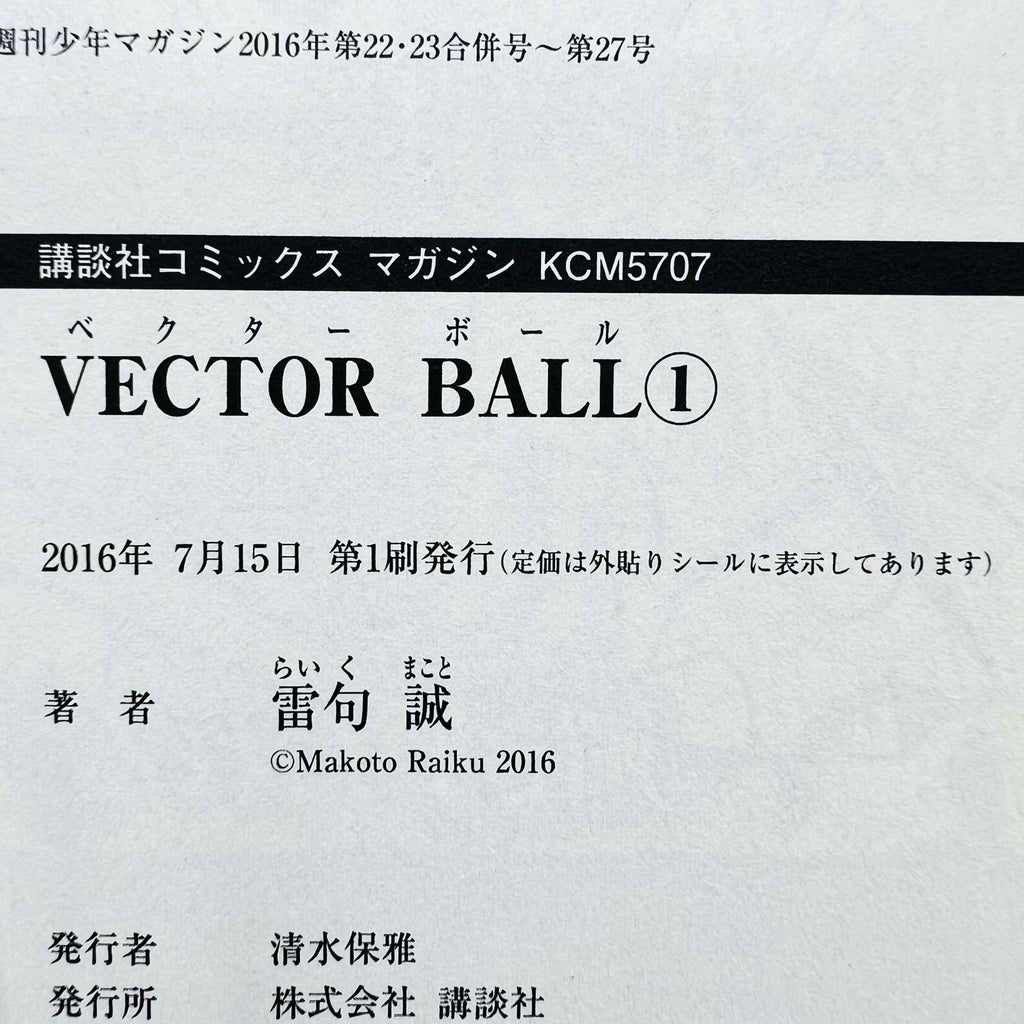 週刊少年マガジン2016年第22・23合併号～第27号
講談社コミックス マガジン KCM5707
ベクター ボール
VECTOR BALL①
2016年 7月15日 第1刷発行(定価は外貼りシールに表示してあります)
らいく まこと
著 者 雷句 誠
©Makoto Raiku 2016
発行者 清水保雅
発行所 株式会社 講談社